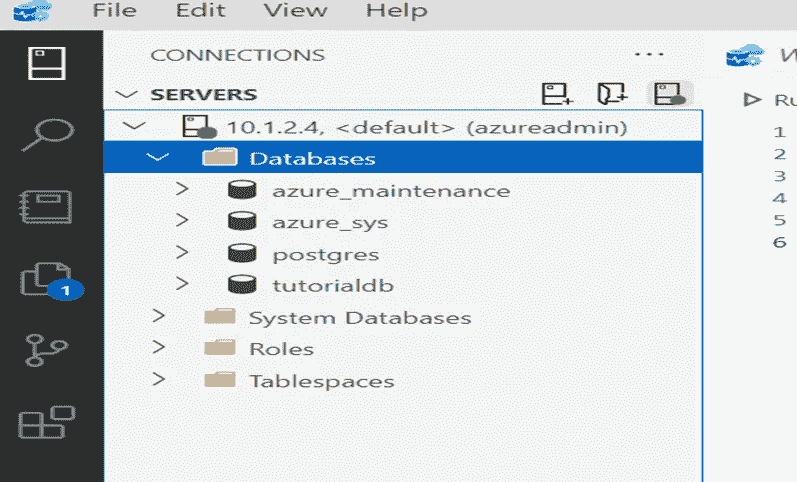 File Edit View Help
CONNECTIONS ...
SERVERS
10.1.2.4, <default> (azureadmin)
Databases
azure_maintenance
azure_sys
postgres
tutorialdb
System Databases
Roles
Tablespaces
1
W
Ru
1
2
3
4
5
6